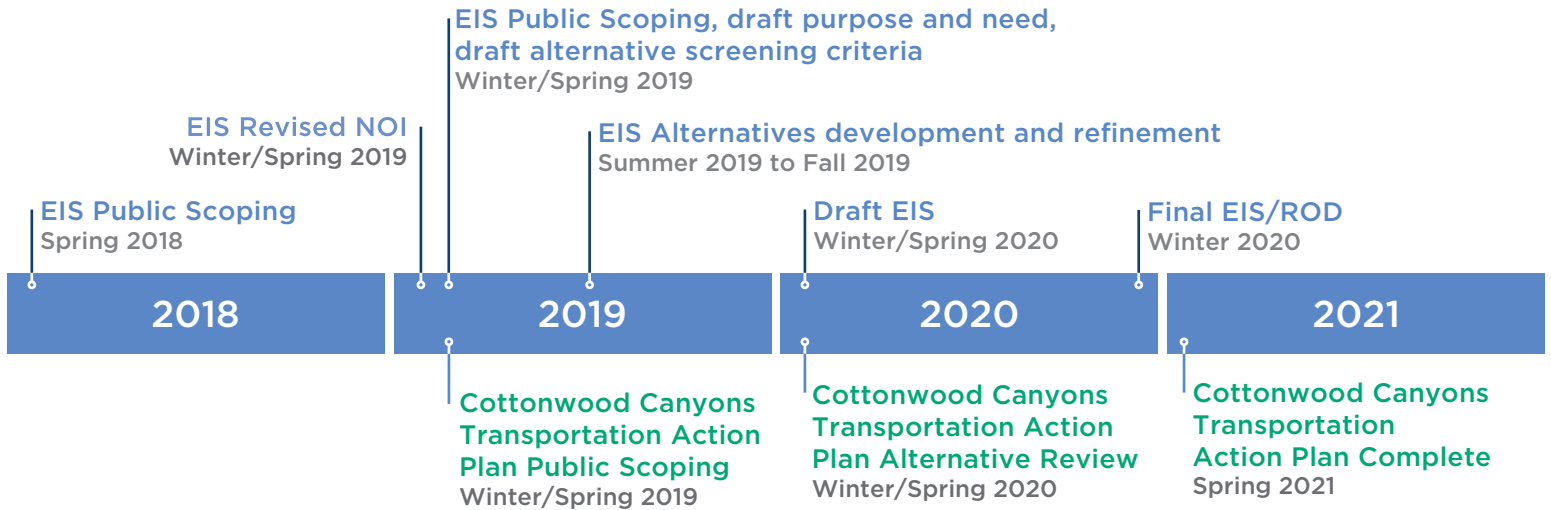 EIS Public Scoping, draft purpose and need,
draft alternative screening criteria
Winter/Spring 2019
EIS Revised NOI
Winter/Spring 2019
EIS Alternatives development and refinement
Summer 2019 to Fall 2019
EIS Public Scoping
Spring 2018
Draft EIS
Winter/Spring 2020
Final EIS/ROD
Winter 2020
2018
2019
2020
2021
Cottonwood Canyons
Transportation Action
Plan Public Scoping
Winter/Spring 2019
Cottonwood Canyons
Transportation Action
Plan Alternative Review
Winter/Spring 2020
Cottonwood Canyons
Transportation
Action Plan Complete
Spring 2021